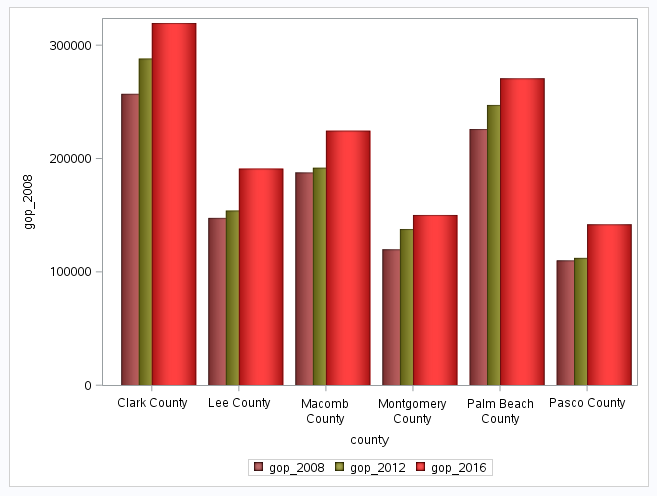 300000
200000
100000
0
gop_2008
Clark County
Lee County
Macomb
County
Montgomery
County
Palm Beach
County
Pasco County
county
gop_2008 gop_2012 gop_2016